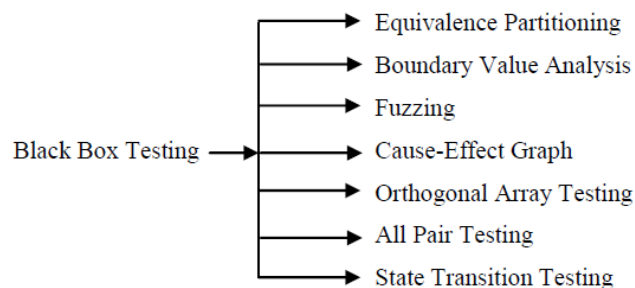 Equivalence Partitioning
Boundary Value Analysis
Fuzzing
Black Box Testing
Cause-Effect Graph
Orthogonal Array Testing
All Pair Testing
State Transition Testing